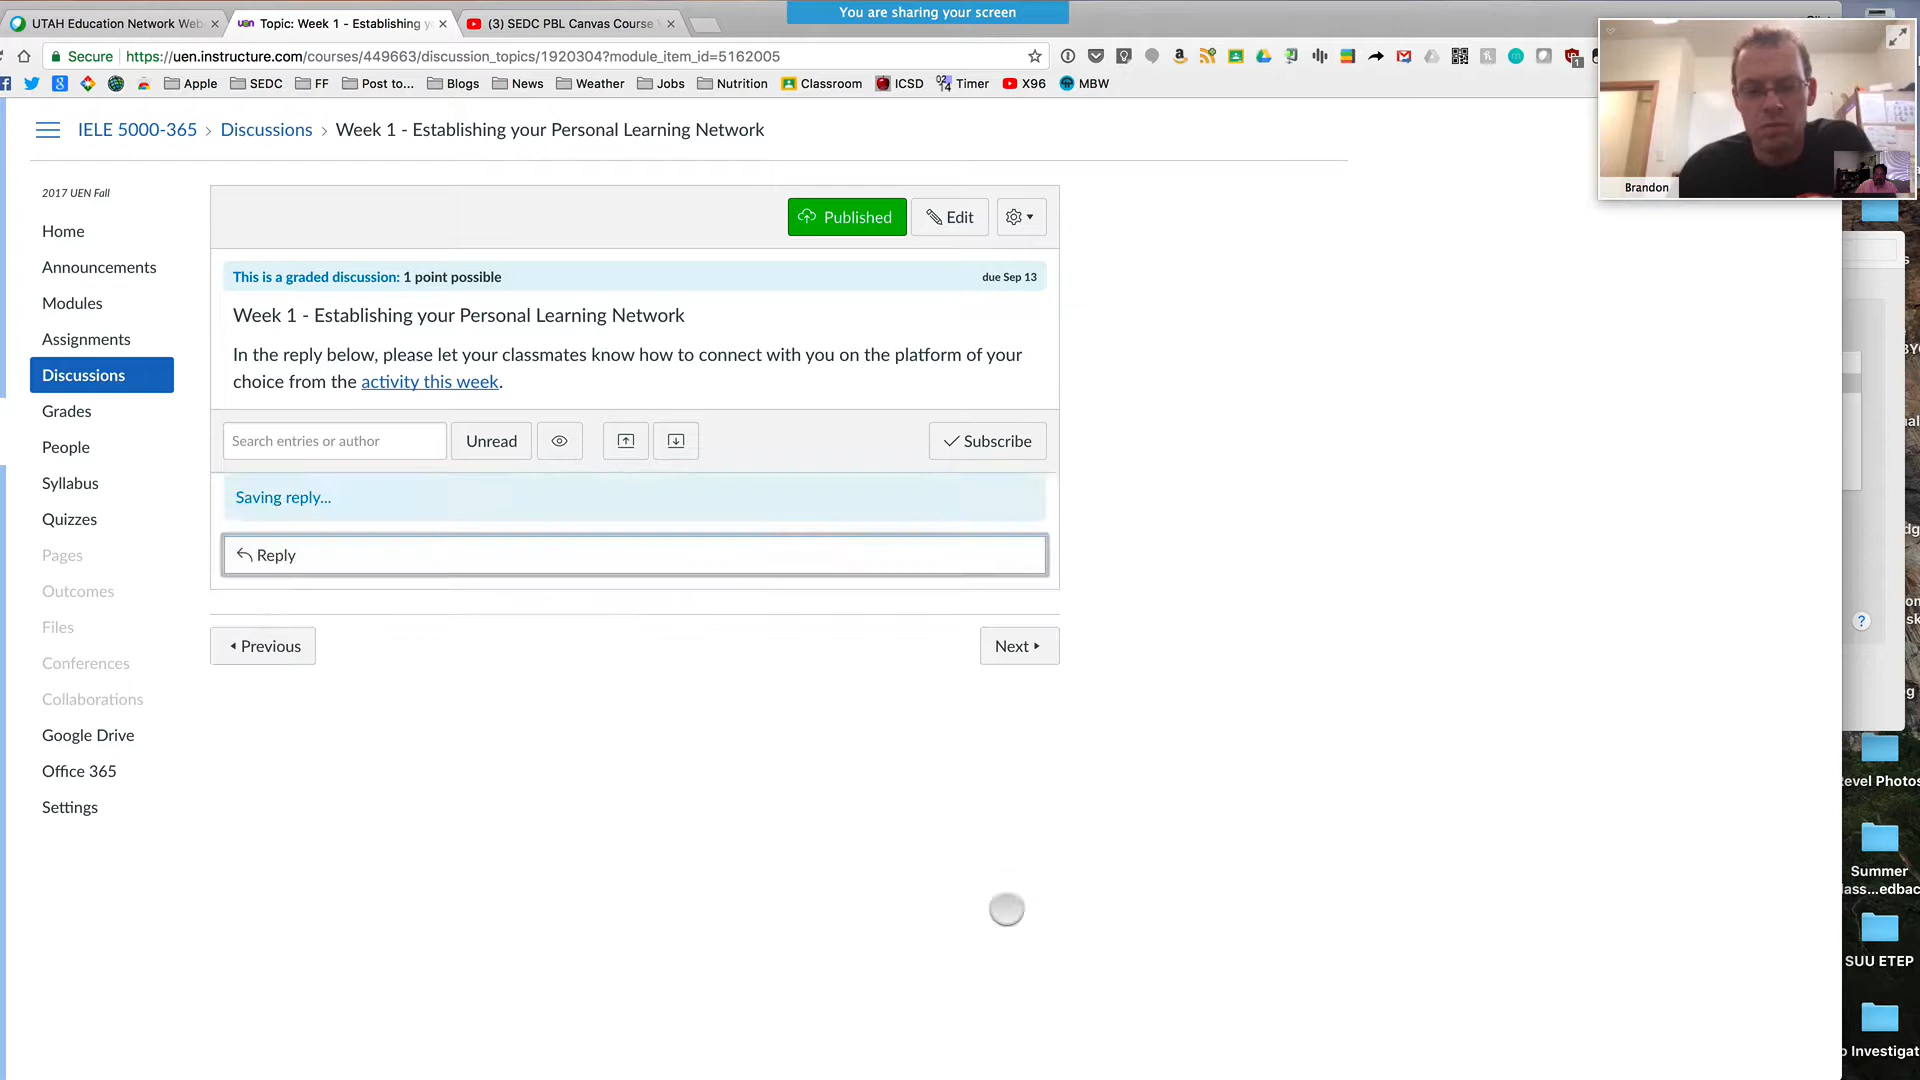 You are sharing your screen
UTAH Education Network Web
Topic: Week 1 - Establishing y
(3) SEDC PBL Canvas Course
Secure
https://uen.instructure.com/courses/449663/discussion_topics/1920304?module_item_id=5162005
Apple
SEDC
FF
Post to...
Blogs
News
Weather
Jobs
Nutrition
Classroom
ICSD
Timer
X96
MBW
Brandon
IELE 5000-365 › Discussions › Week 1 - Establishing your Personal Learning Network
2017 UEN Fall
Home
Announcements
Modules
Assignments
Discussions
Grades
People
Syllabus
Quizzes
Pages
Outcomes
Files
Conferences
Collaborations
Google Drive
Office 365
Settings
Published
Edit
This is a graded discussion: 1 point possible
due Sep 13
Week 1 - Establishing your Personal Learning Network
In the reply below, please let your classmates know how to connect with you on the platform of your
choice from the activity this week.
Search entries or author
Unread
Subscribe
Saving reply...
Reply
Previous
Next
?
Revel Photos
Summer
lass...edbac
SUU ETEP
o Investigat